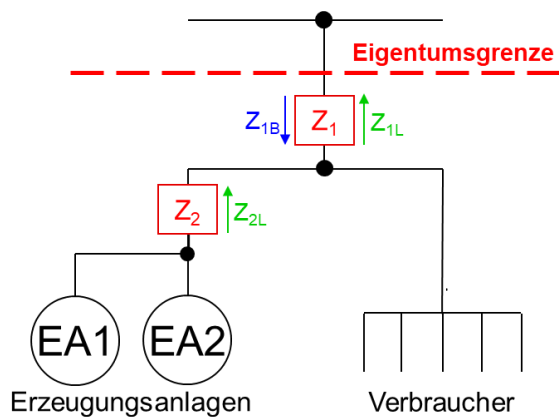 Eigentumsgrenze
Z1B
Z1
Z1L
Z2
Z2L
EA1
EA2
Erzeugungsanlagen
Verbraucher